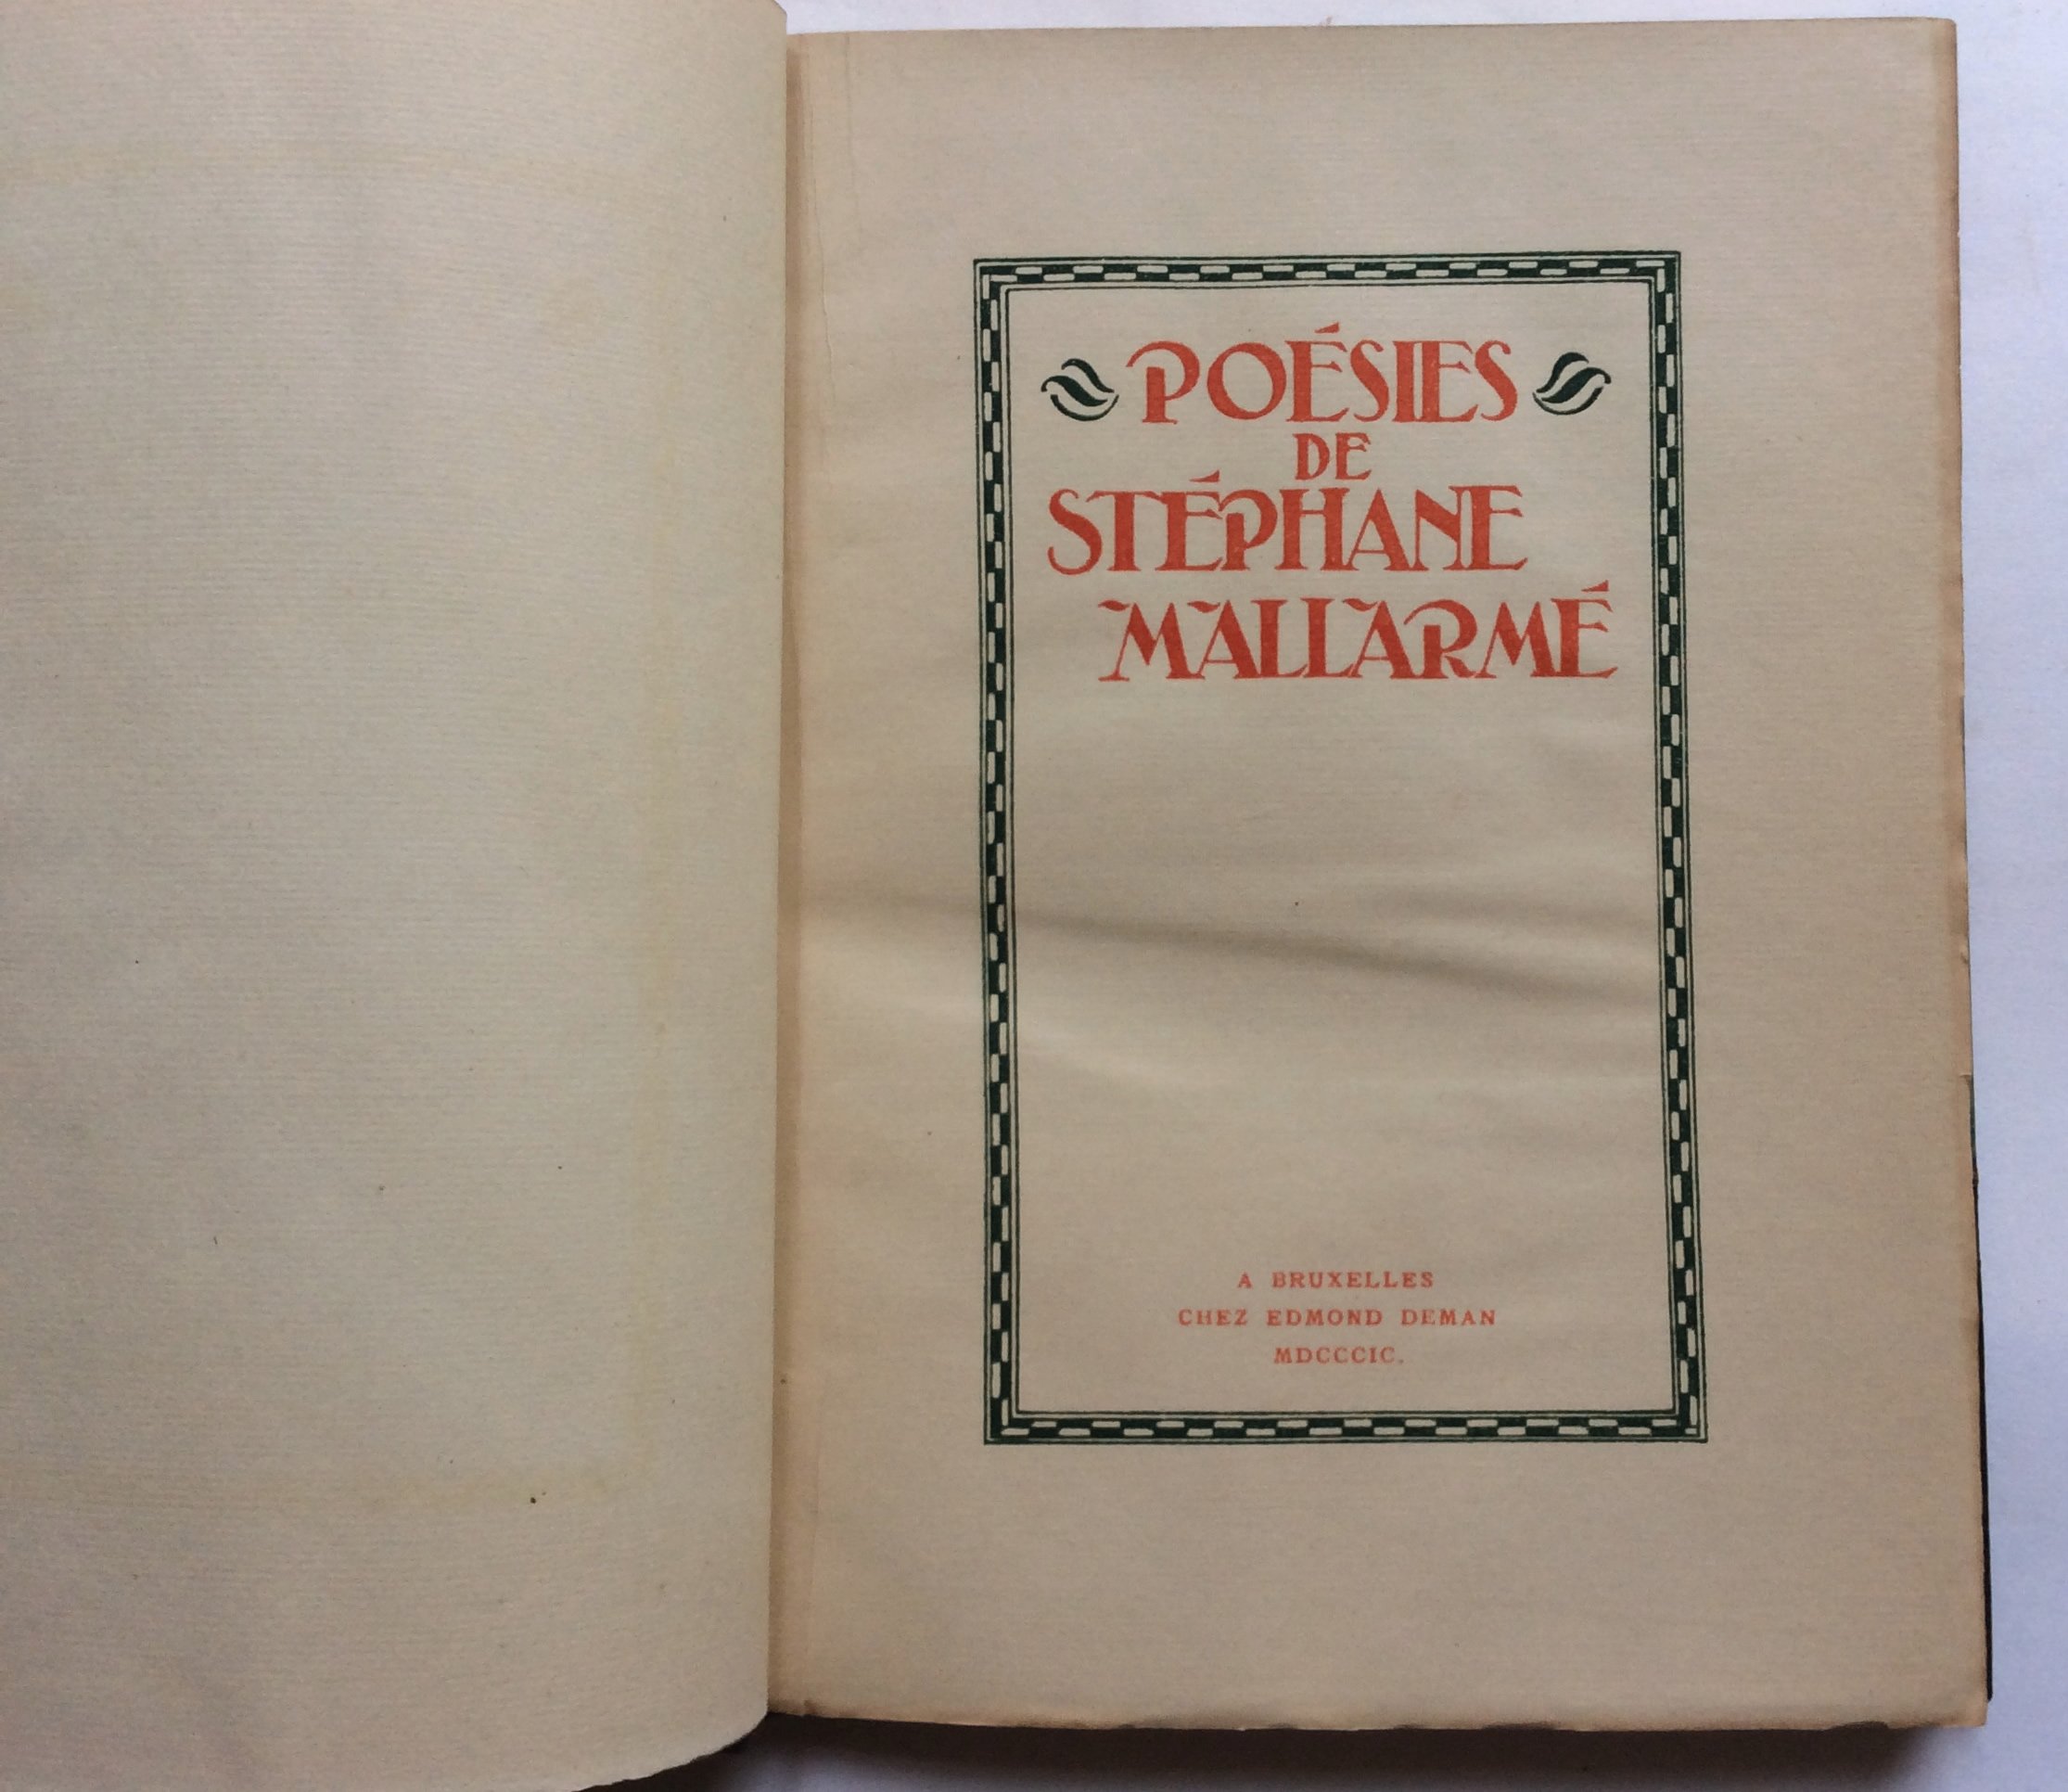 POÉSIES
DE
STÉPHANE
MALLARMÉ
A BRUXELLES
CHEZ EDMOND DEMAN
MDCCCIC.